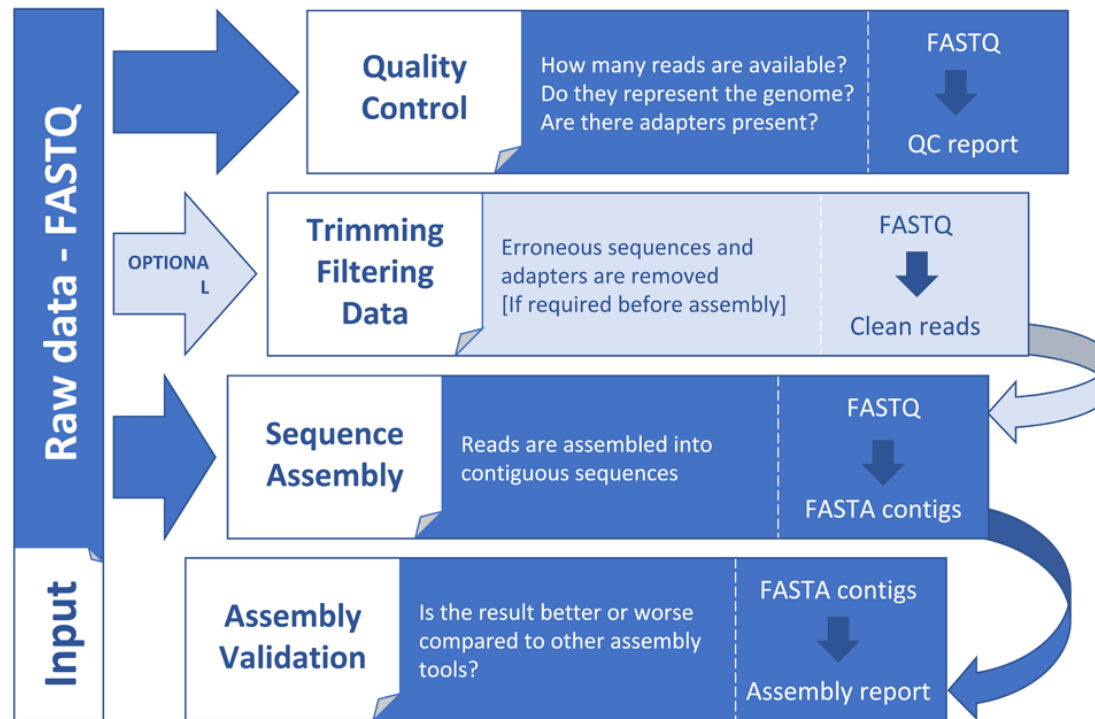 Raw data - FASTQ
Input
Quality
Control
How many reads are available?
Do they represent the genome?
Are there adapters present?
FASTQ
QC report
OPTIONA
L
Trimming
Filtering
Data
Erroneous sequences and
adapters are removed
[If required before assembly]
FASTQ
Clean reads
Sequence
Assembly
Reads are assembled into
contiguous sequences
FASTQ
FASTA contigs
Assembly
Validation
Is the result better or worse
compared to other assembly
tools?
FASTA contigs
Assembly report